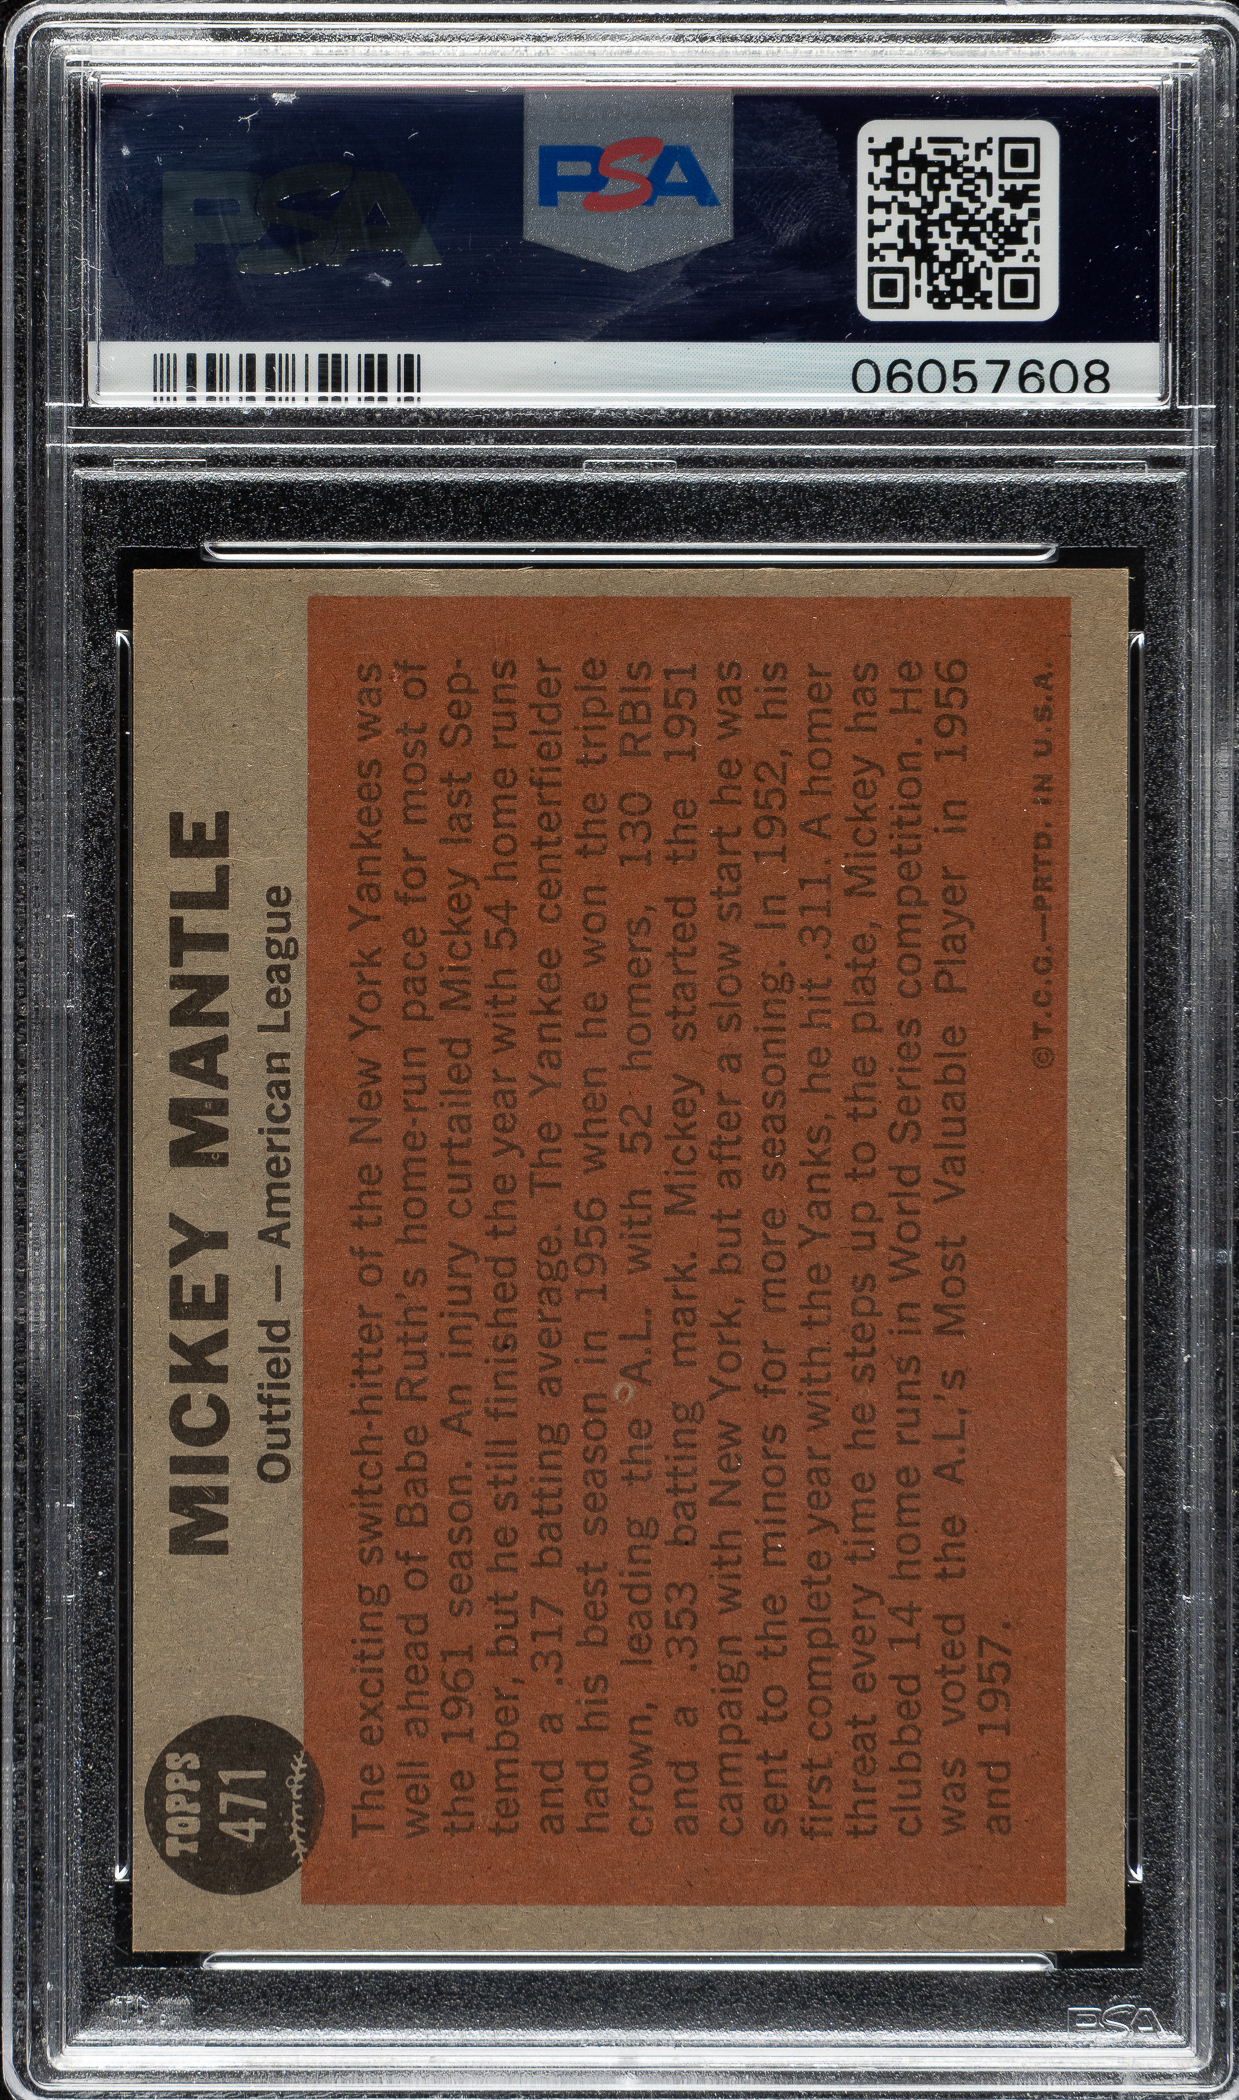 PSA
PSA
06057608
TOPPS
471
MICKEY MANTLE
Outfield — American League
The exciting switch-hitter of the New York Yankees was
well ahead of Babe Ruth's home-run pace for most of
the 1961 season. An injury curtailed Mickey last Sep-
tember, but he still finished the year with 54 home runs
and a .317 batting average. The Yankee centerfielder
had his best season in 1956 when he won the triple
crown, leading the A.L. with 52 homers, 130 RBIs
and a .353 batting mark. Mickey started the 1951
campaign with New York, but after a slow start he was
sent to the minors for more seasoning. In 1952, his
first complete year with the Yanks, he hit .311. A homer
threat every time he steps up to the plate, Mickey has
clubbed 14 home runs in World Series competition. He
was voted the A.L.'s Most Valuable Player in 1956
and 1957.
©T.C.G.—PRTD. IN U.S.A.
PSA